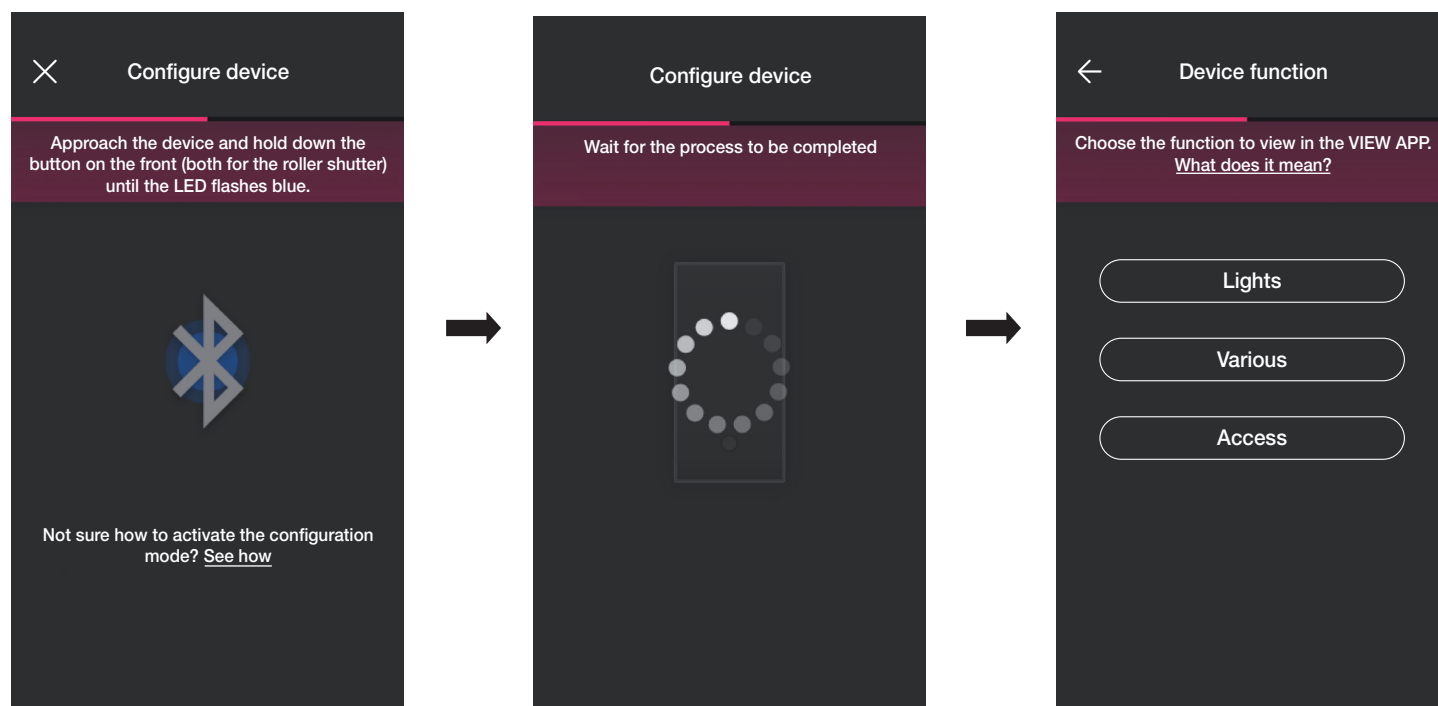 Configure device
Approach the device and hold down the
button on the front (both for the roller shutter)
until the LED flashes blue.
Not sure how to activate the configuration
mode? See how
Configure device
Wait for the process to be completed
Device function
Choose the function to view in the VIEW APP.
What does it mean?
Lights
Various
Access